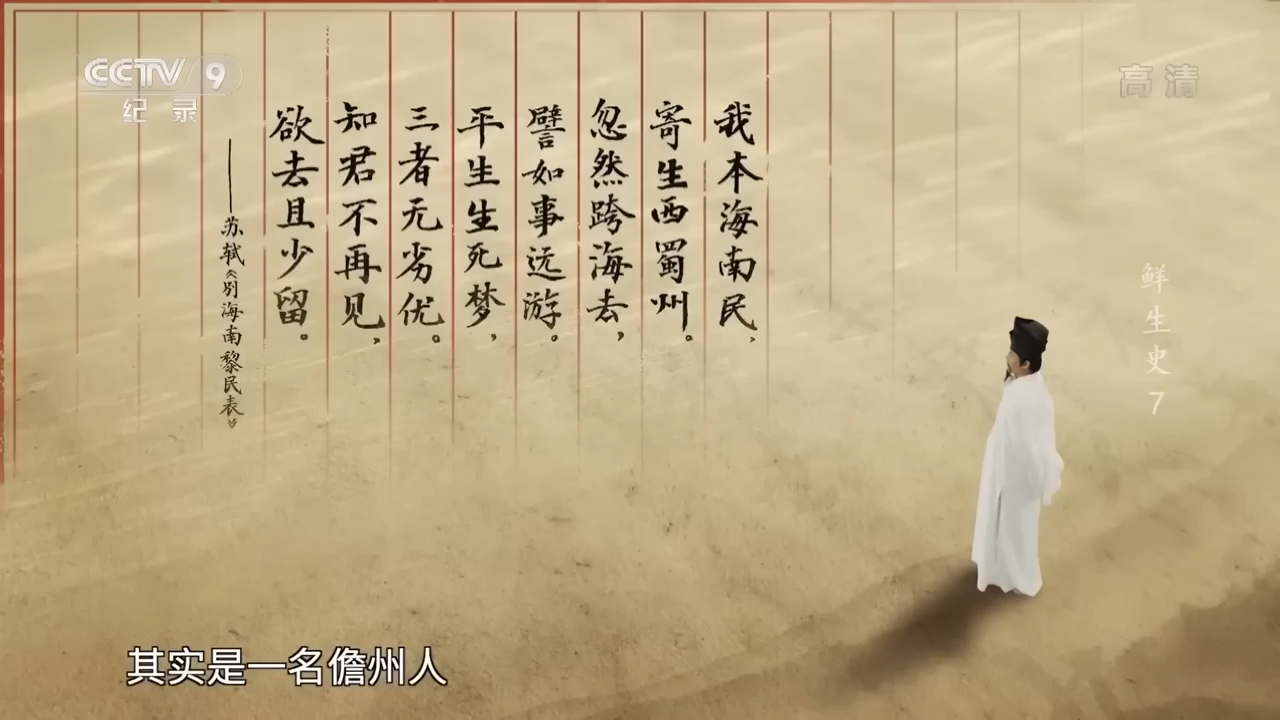 CCTV 9
纪录
高清
我本海南民、
寄生西蜀州。
忽然跨海去，
譬如事远游。
平生生死梦，
三者无劣优。
知君不再见，
欲去且少留。
——苏轼《别海南黎民表》
鲜生史 7
其实是一名儋州人